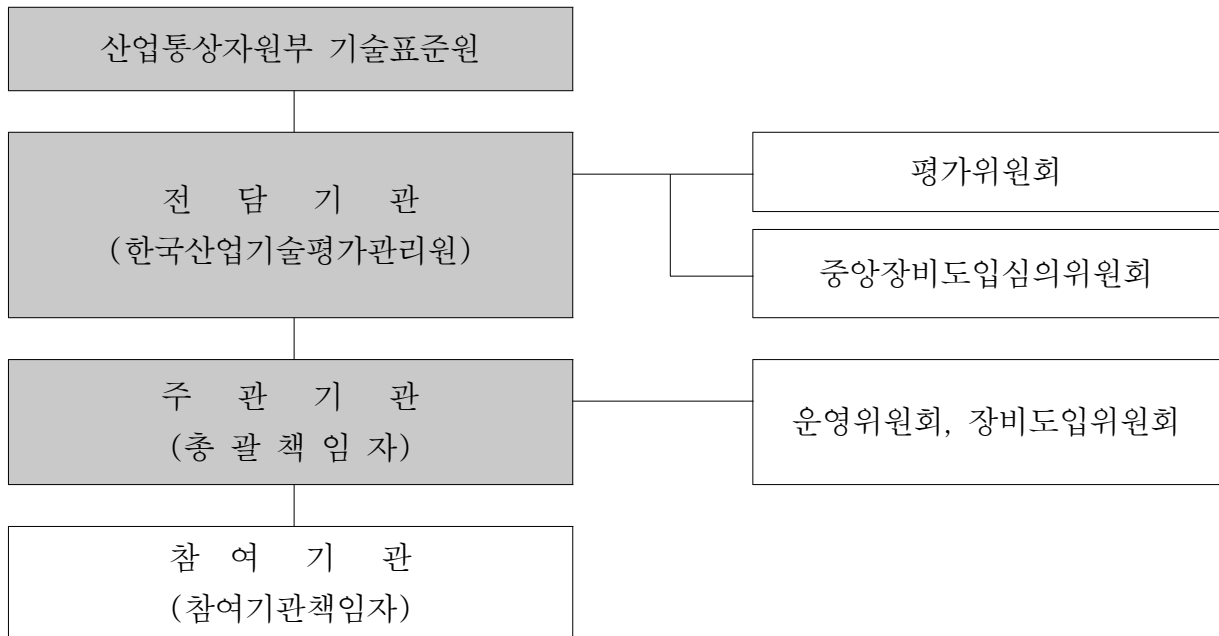 산업통상자원부 기술표준원
전 담 기 관
(한국산업기술평가관리원)
평가위원회
중앙장비도입심의위원회
주 관 기 관
(총 괄 책 임 자)
운영위원회, 장비도입위원회
참 여 기 관
(참여기관책임자)